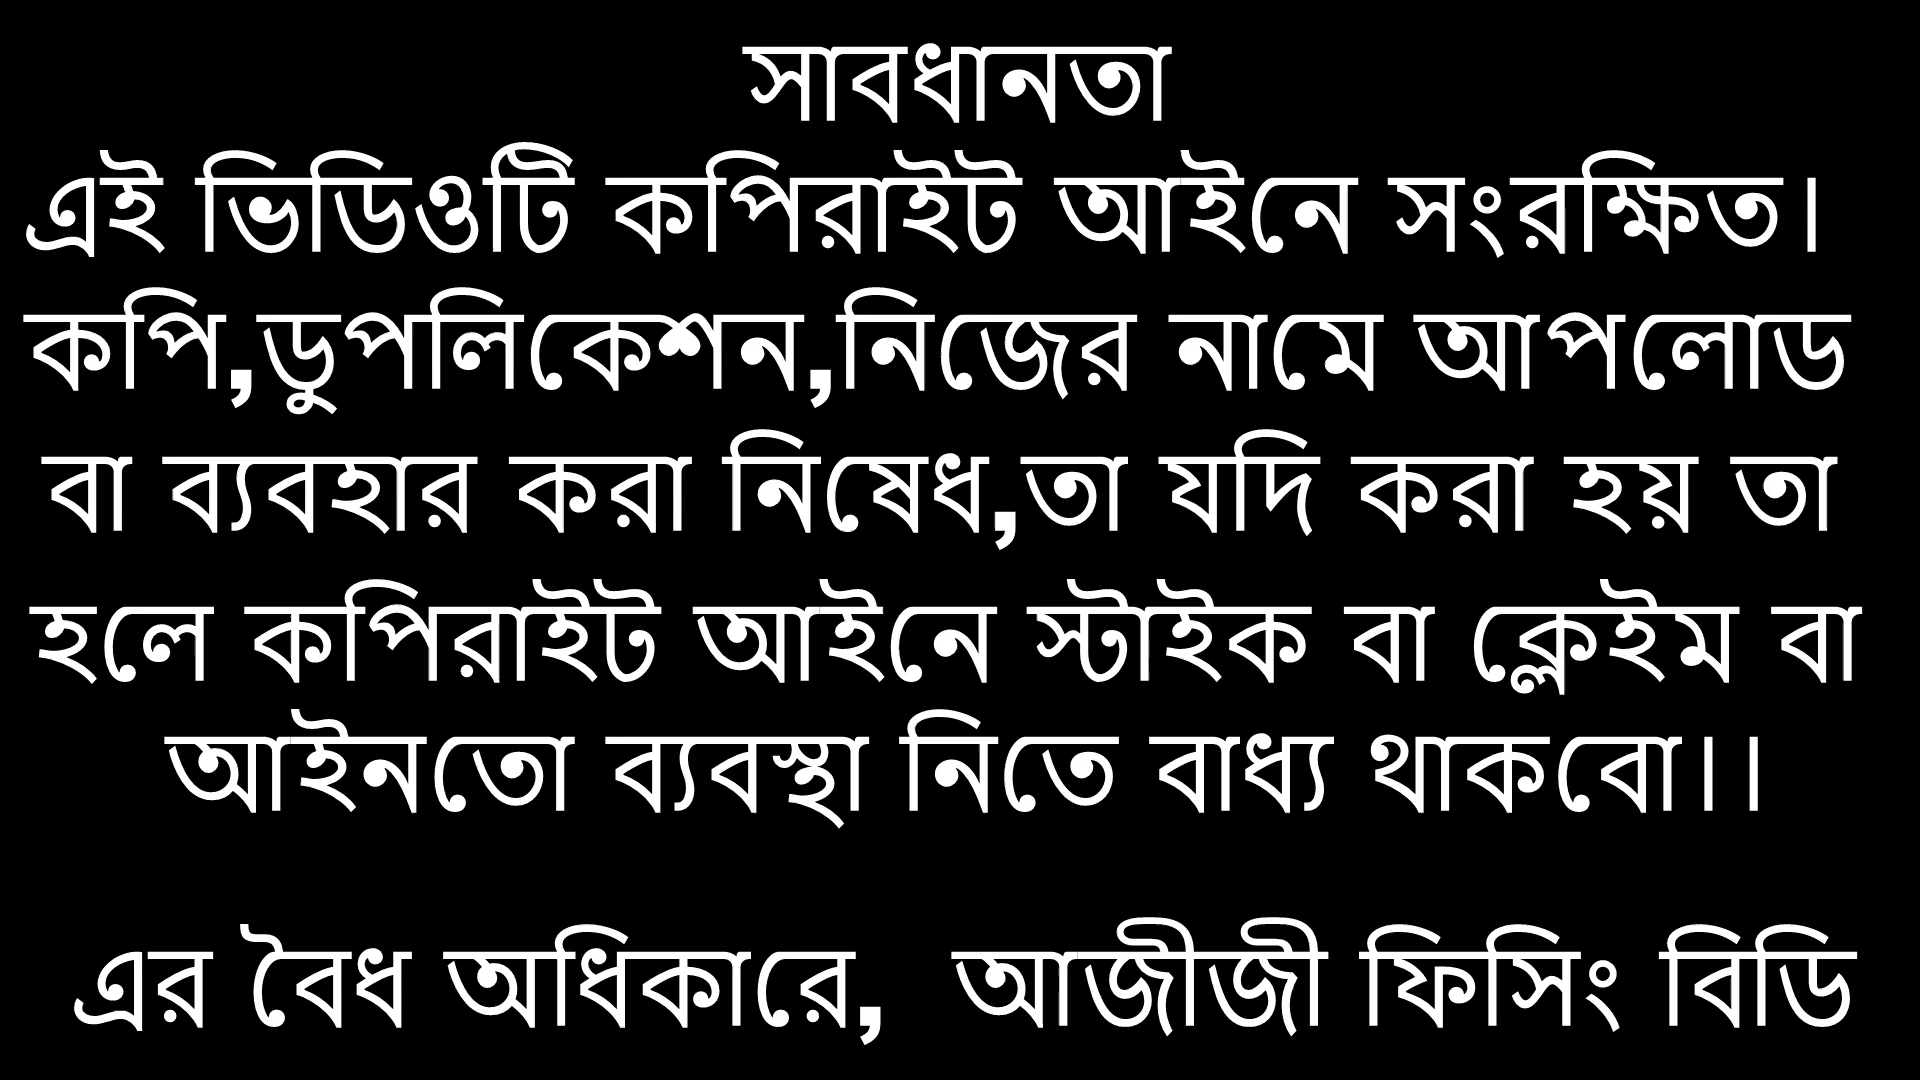 সাবধানতা
এই ভিডিওটি কপিরাইট আইনে সংরক্ষিত।
কপি,ডুপলিকেশন,নিজের নামে আপলোড
বা ব্যবহার করা নিষেধ,তা যদি করা হয় তা
হলে কপিরাইট আইনে স্টাইক বা ক্লেইম বা
আইনতো ব্যবস্থা নিতে বাধ্য থাকবো।।
এর বৈধ অধিকারে, আজীজী ফিসিং বিডি